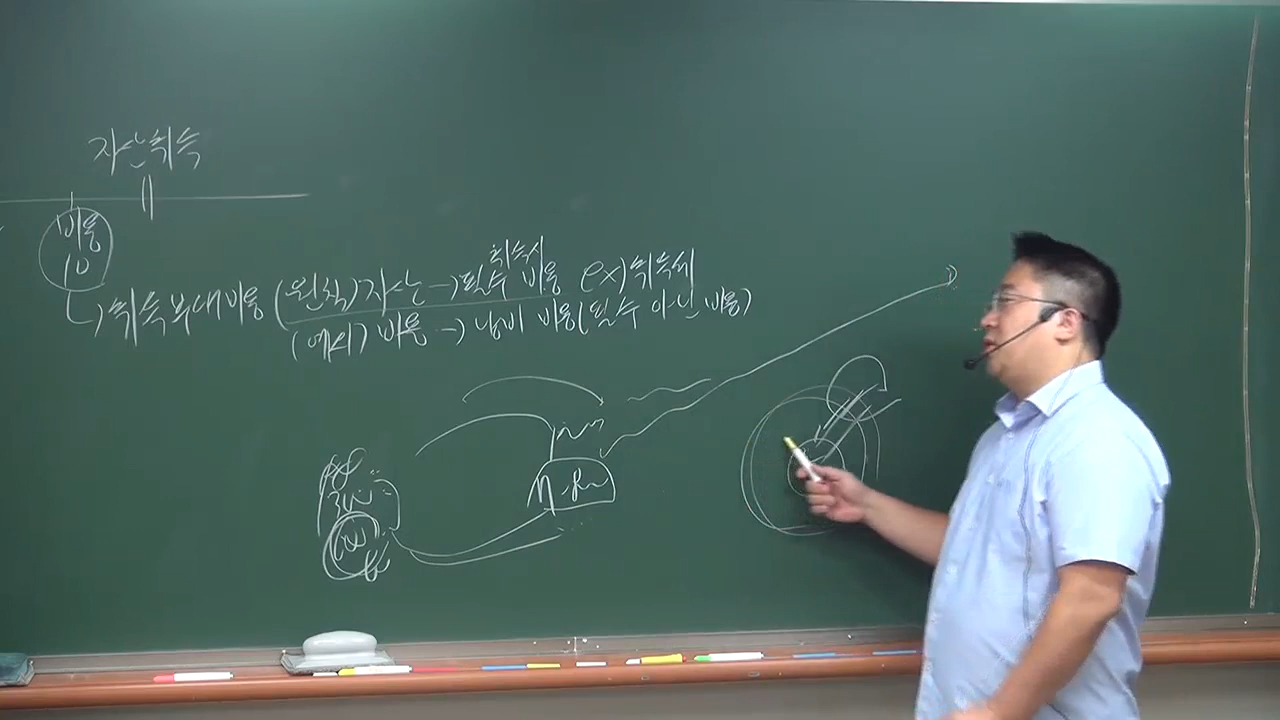 자산취득
비용
10
취득시
↳ 취득부대비용 (원칙) 자산 → 필수 비용 ex) 취득세
(예외) 비용 → 낭비 비용 (필수 아닌 비용)